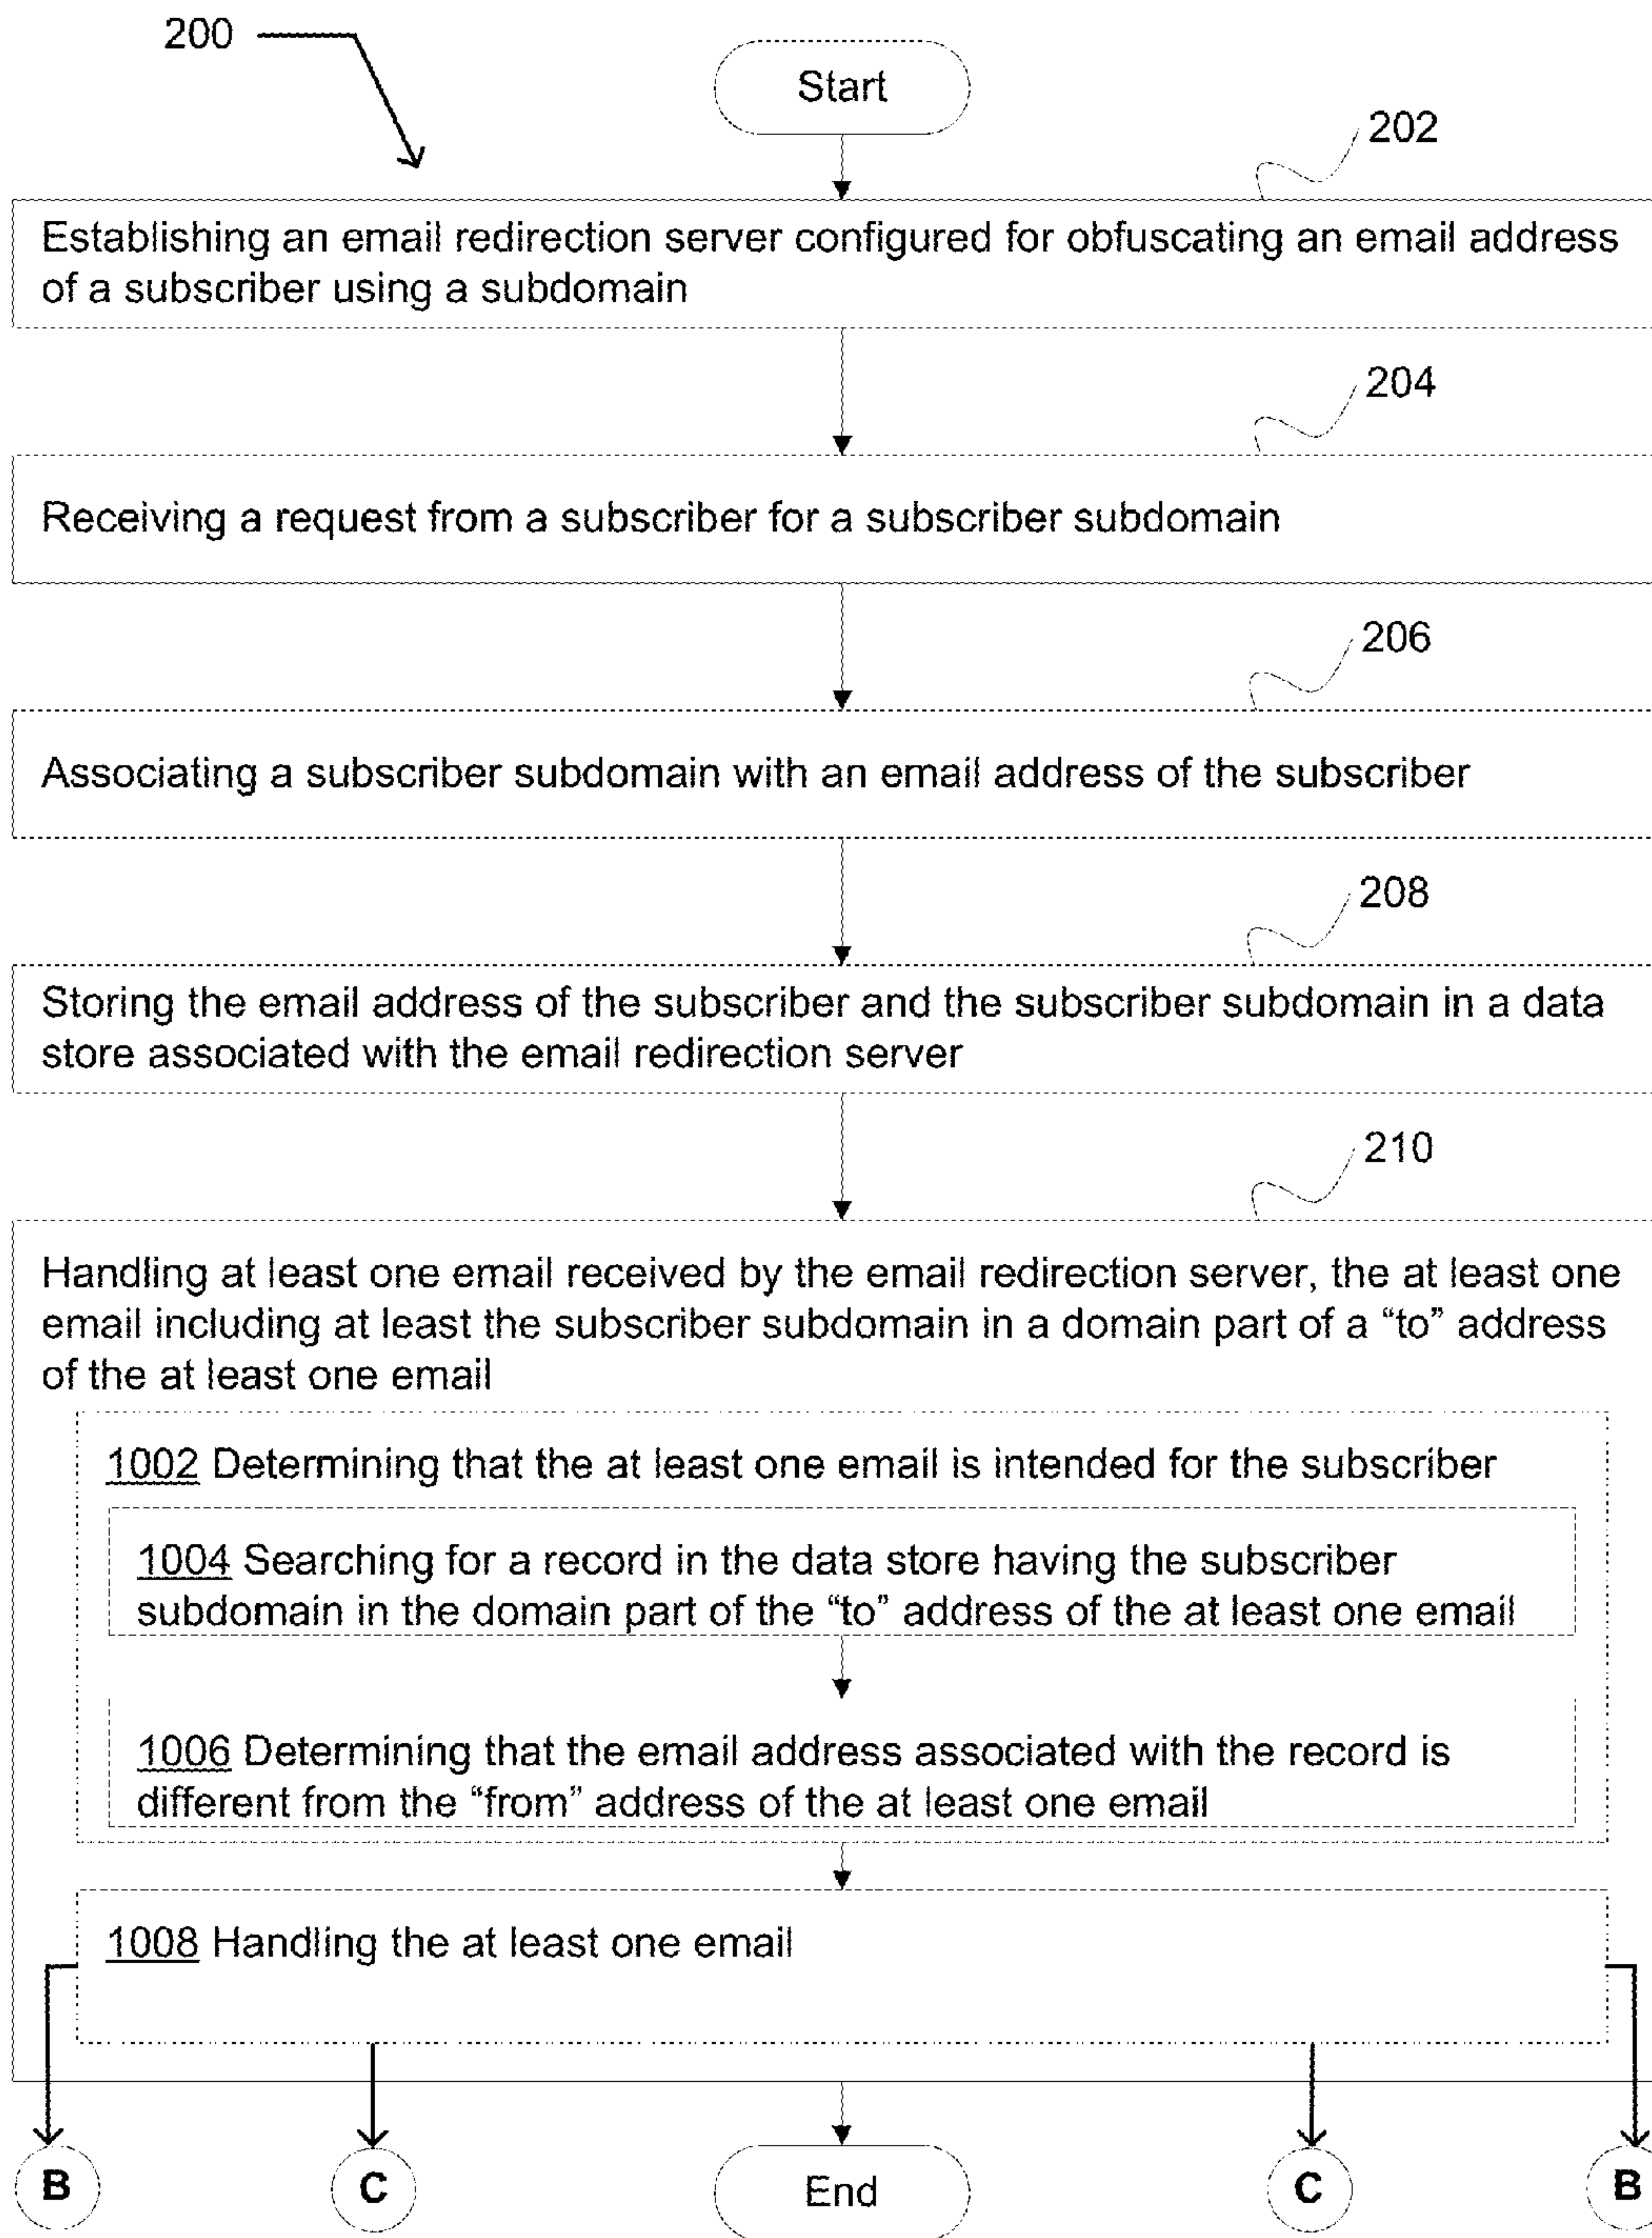 200
Start
202
Establishing an email redirection server configured for obfuscating an email address
of a subscriber using a subdomain
204
Receiving a request from a subscriber for a subscriber subdomain
206
Associating a subscriber subdomain with an email address of the subscriber
208
Storing the email address of the subscriber and the subscriber subdomain in a data
store associated with the email redirection server
210
Handling at least one email received by the email redirection server, the at least one
email including at least the subscriber subdomain in a domain part of a “to” address
of the at least one email
1002 Determining that the at least one email is intended for the subscriber
1004 Searching for a record in the data store having the subscriber
subdomain in the domain part of the “to” address of the at least one email
1006 Determining that the email address associated with the record is
different from the “from” address of the at least one email
1008 Handling the at least one email
B
C
End
C
B